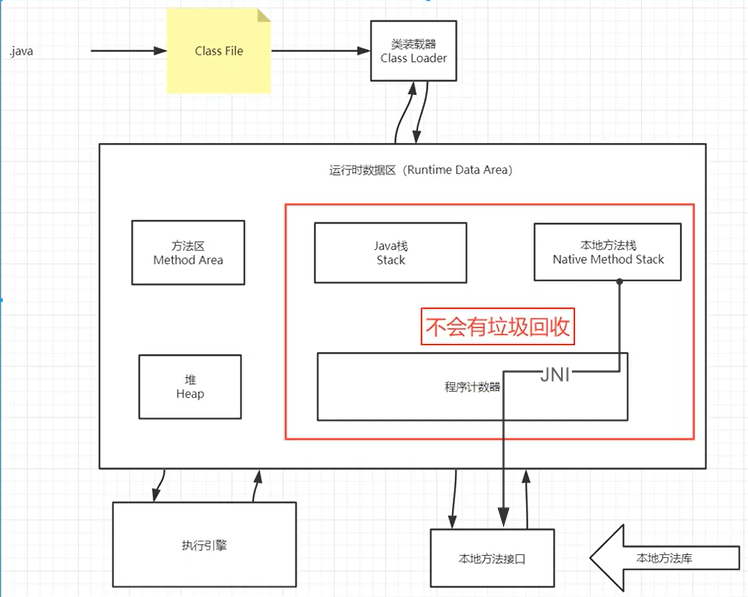 .java
Class File
类装载器
Class Loader
运行时数据区（Runtime Data Area）
方法区
Method Area
Java栈
Stack
本地方法栈
Native Method Stack
不会有垃圾回收
堆
Heap
程序计数器
JNI
执行引擎
本地方法接口
本地方法库